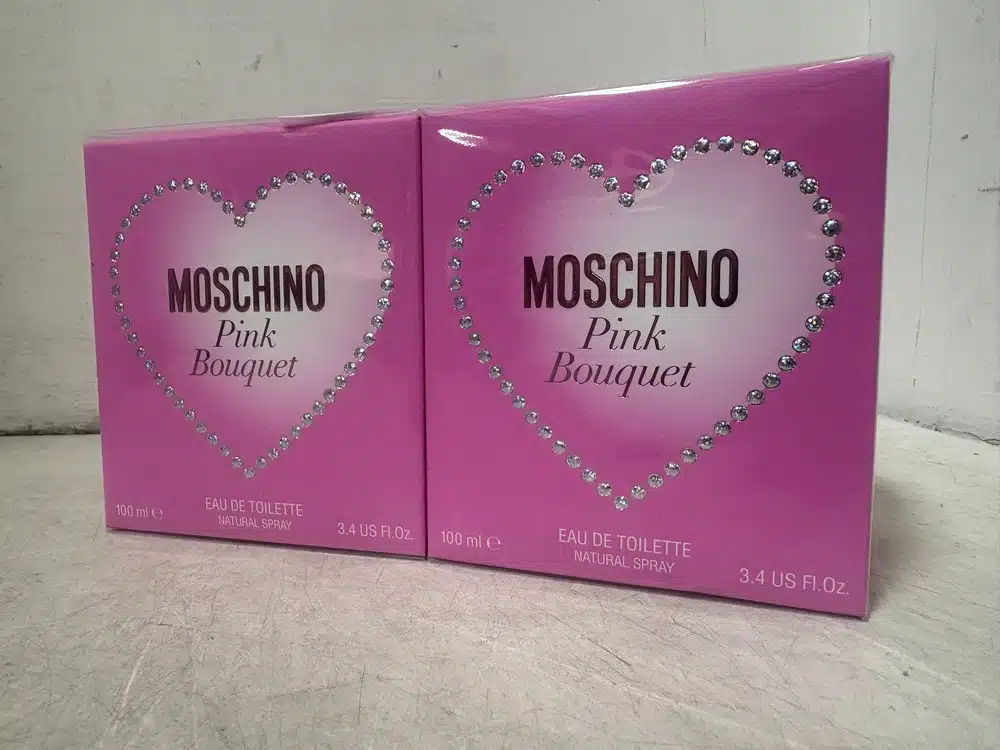 MOSCHINO
Pink
Bouquet
100 ml ℮
EAU DE TOILETTE
NATURAL SPRAY
3.4 US Fl.Oz.
MOSCHINO
Pink
Bouquet
100 ml ℮
EAU DE TOILETTE
NATURAL SPRAY
3.4 US Fl.Oz.